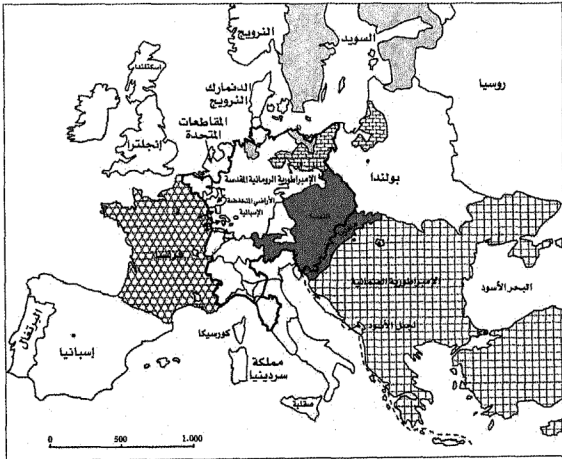 النرويج
السويد
اسكتلندا
روسيا
الدنمارك
النرويج
المقاطعات
المتحدة
إنجلترا
الإمبراطورية الرومانية المقدسة
بولندا
الأراضي المنخفضة
الإسبانية
النمسا
فرنسا
الإمبراطورية العثمانية
البحر الأسود
الجبل الأسود
كورسيكا
مملكة
سردينيا
البرتغال
إسبانيا
صقلية
0 500 1.000